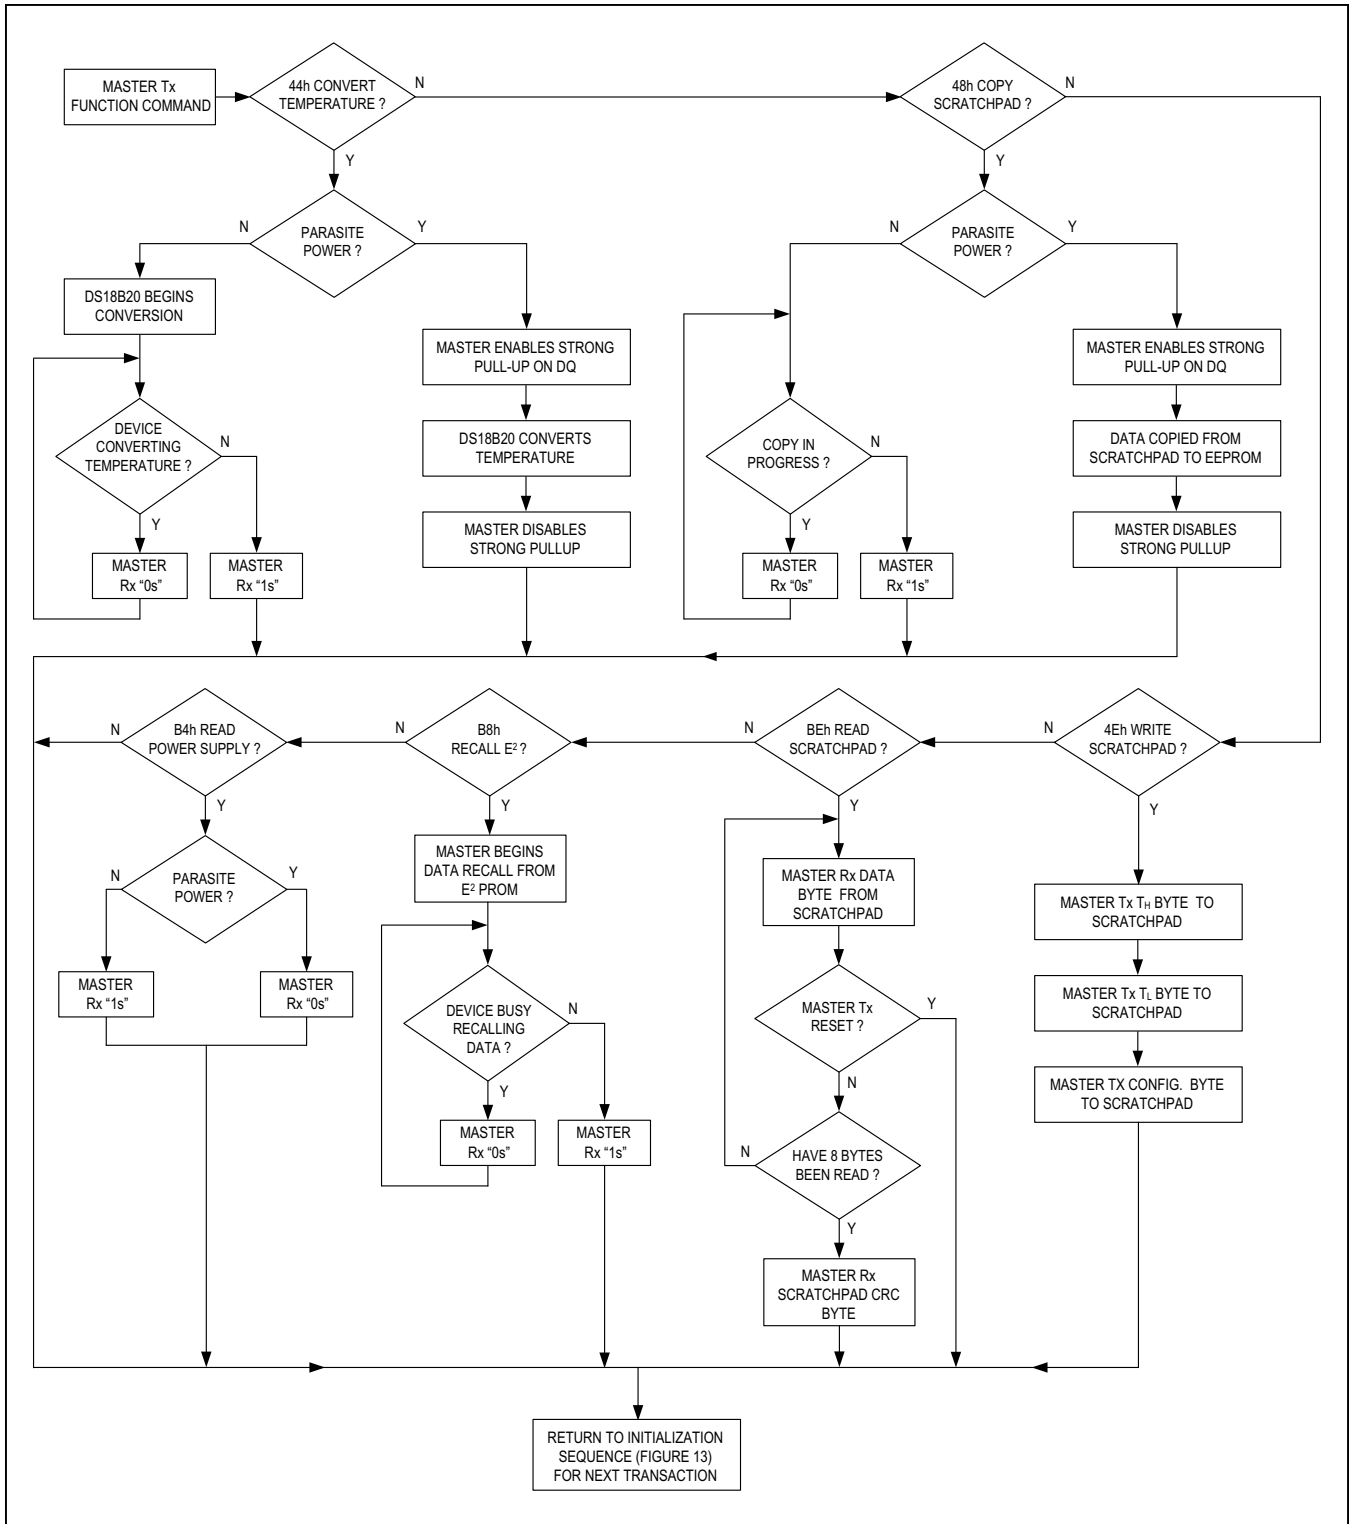 MASTER Tx
FUNCTION COMMAND
44h CONVERT
TEMPERATURE ?
N
Y
48h COPY
SCRATCHPAD ?
N
Y
PARASITE
POWER ?
N
Y
PARASITE
POWER ?
N
Y
DS18B20 BEGINS
CONVERSION
MASTER ENABLES STRONG
PULL-UP ON DQ
MASTER ENABLES STRONG
PULL-UP ON DQ
DEVICE
CONVERTING
TEMPERATURE ?
N
Y
DS18B20 CONVERTS
TEMPERATURE
COPY IN
PROGRESS ?
N
Y
DATA COPIED FROM
SCRATCHPAD TO EEPROM
MASTER
Rx “0s”
MASTER
Rx “1s”
MASTER DISABLES
STRONG PULLUP
MASTER
Rx “0s”
MASTER
Rx “1s”
MASTER DISABLES
STRONG PULLUP
B4h READ
POWER SUPPLY ?
N
Y
B8h
RECALL E² ?
N
Y
BEh READ
SCRATCHPAD ?
N
Y
4Eh WRITE
SCRATCHPAD ?
N
Y
PARASITE
POWER ?
N
Y
MASTER BEGINS
DATA RECALL FROM
E² PROM
MASTER Rx DATA
BYTE FROM
SCRATCHPAD
MASTER Tx T_H BYTE TO
SCRATCHPAD
MASTER
Rx “1s”
MASTER
Rx “0s”
DEVICE BUSY
RECALLING
DATA ?
N
Y
MASTER Tx
RESET ?
Y
N
MASTER Tx T_L BYTE TO
SCRATCHPAD
MASTER TX CONFIG. BYTE
TO SCRATCHPAD
MASTER
Rx “0s”
MASTER
Rx “1s”
HAVE 8 BYTES
BEEN READ ?
N
Y
MASTER Rx
SCRATCHPAD CRC
BYTE
RETURN TO INITIALIZATION
SEQUENCE (FIGURE 13)
FOR NEXT TRANSACTION